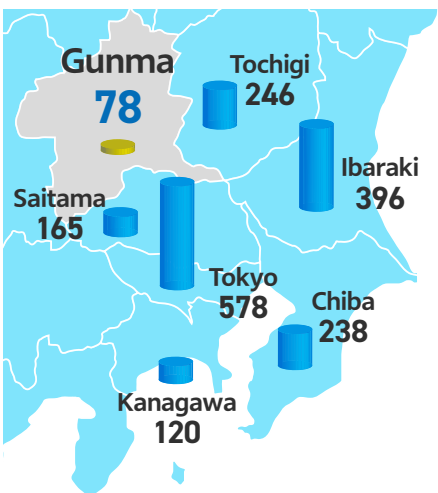 Gunma
78
Tochigi
246
Ibaraki
396
Saitama
165
Tokyo
578
Chiba
238
Kanagawa
120